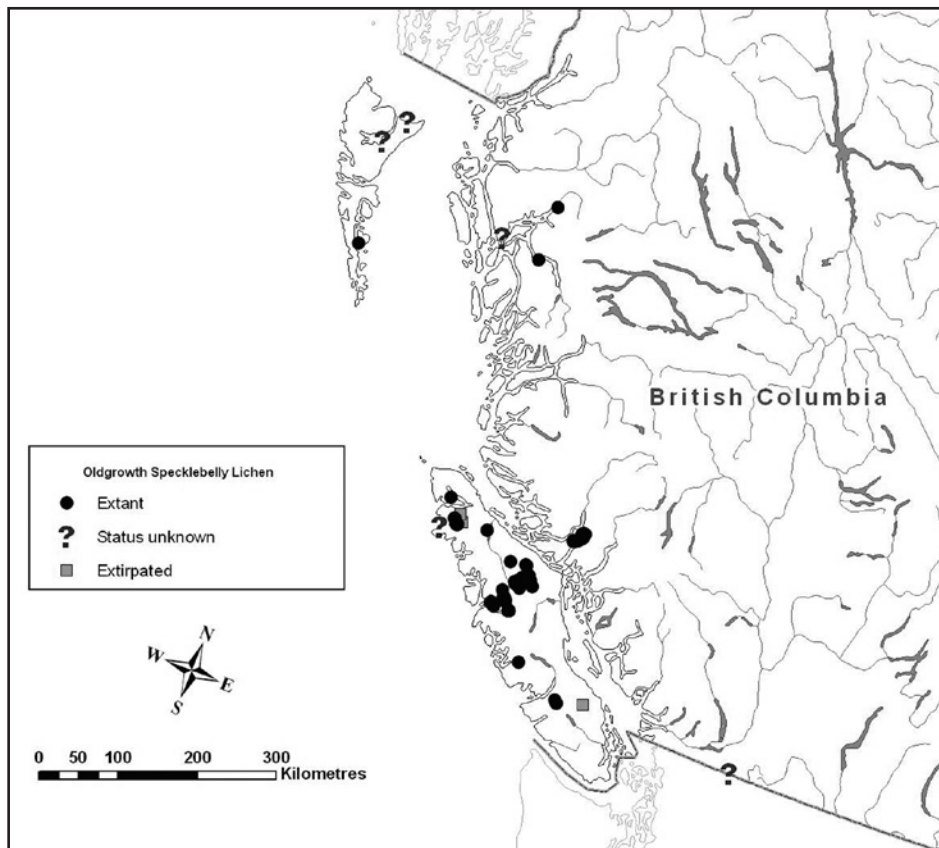 ?
?
?
British Columbia
Oldgrowth Specklebelly Lichen
Extant
? Status unknown
Extirpated
?
N
W
E
S
0 50 100 200 300
Kilometres
?